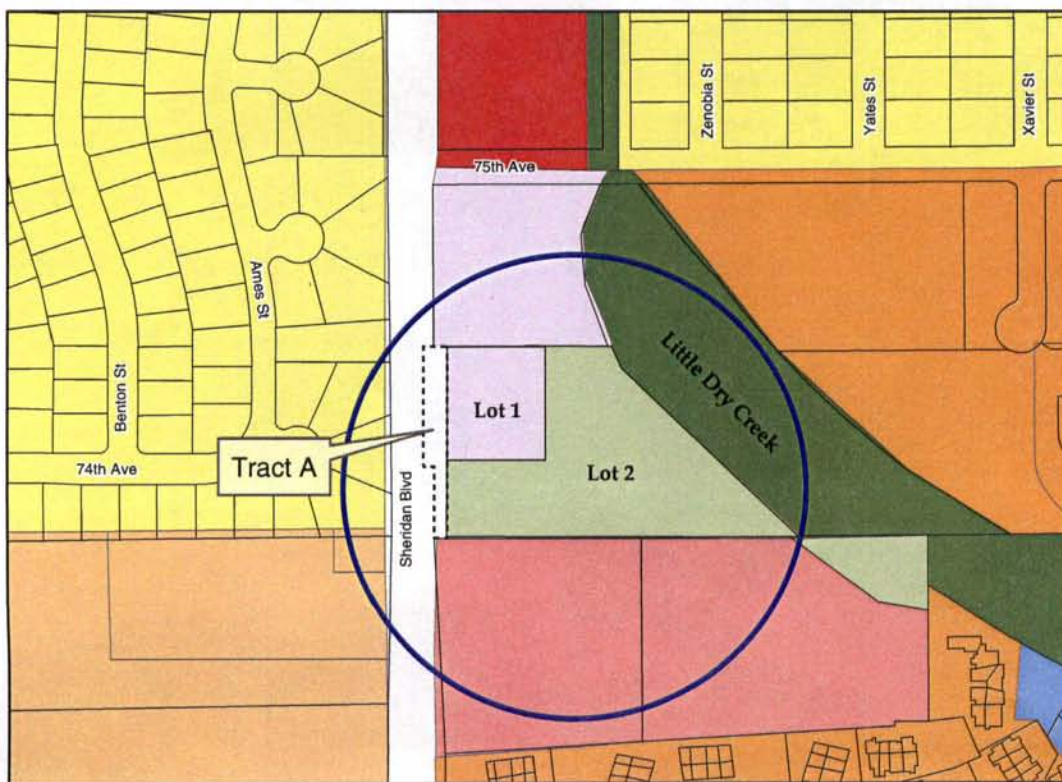 Zenobia St
Yates St
Xavier St
75th Ave
Ames St
Benton St
Little Dry Creek
Lot 1
Tract A
Lot 2
74th Ave
Sheridan Blvd